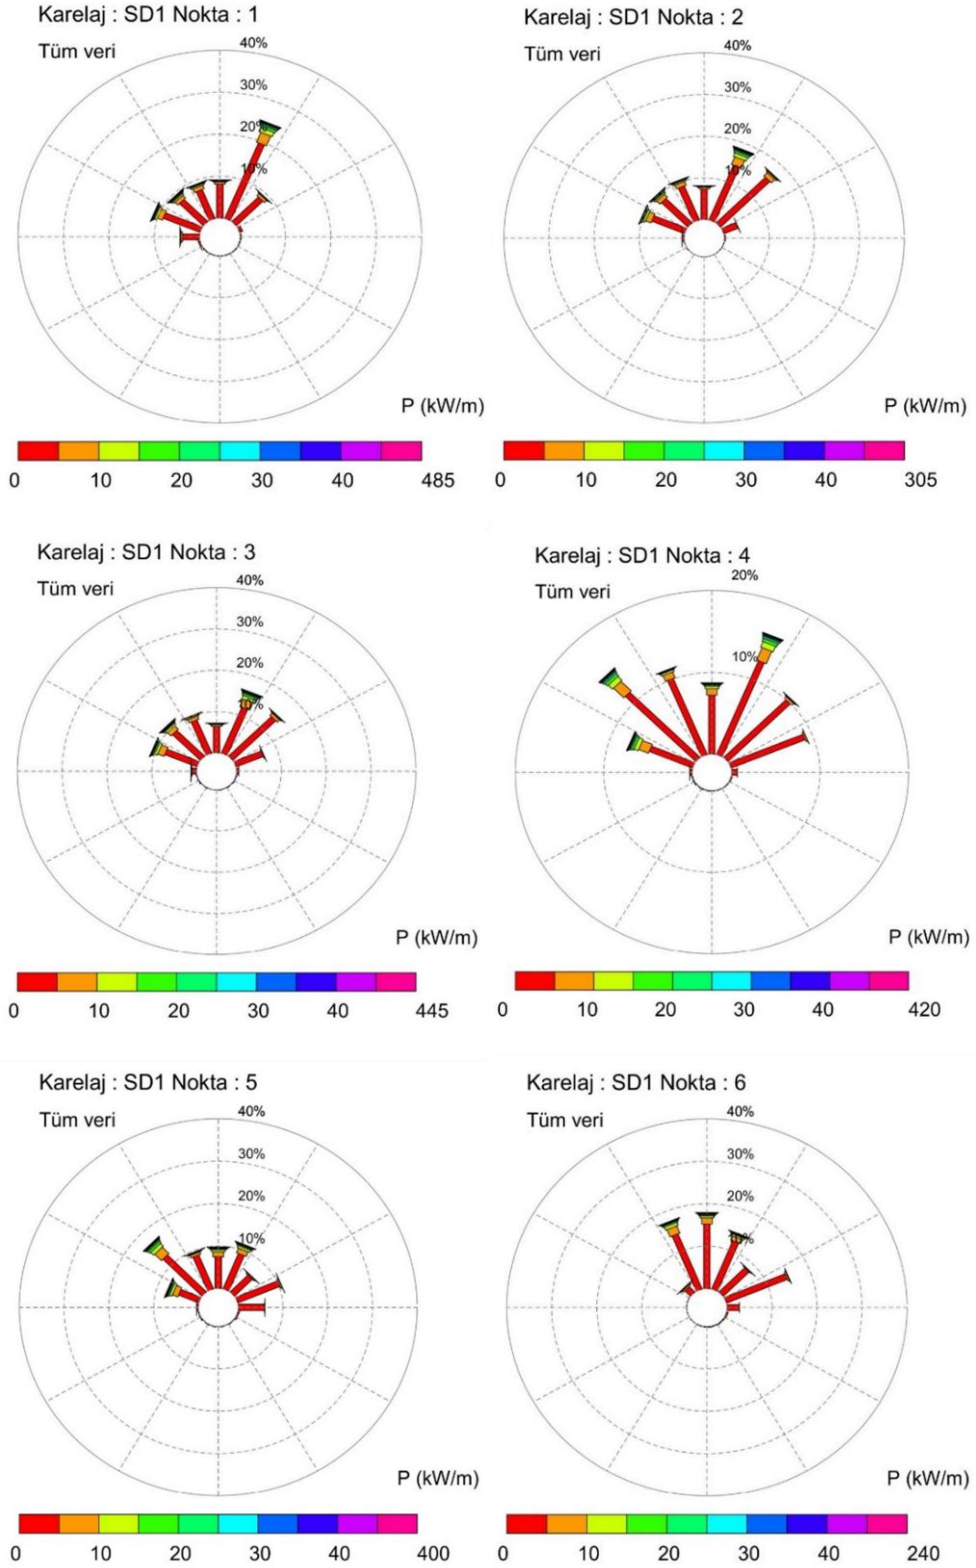 Karelaj : SD1 Nokta : 1
Tüm veri
40%
30%
20%
10%
P (kW/m)
0 10 20 30 40 485
Karelaj : SD1 Nokta : 2
Tüm veri
40%
30%
20%
10%
P (kW/m)
0 10 20 30 40 305
Karelaj : SD1 Nokta : 3
Tüm veri
40%
30%
20%
10%
P (kW/m)
0 10 20 30 40 445
Karelaj : SD1 Nokta : 4
Tüm veri
20%
10%
P (kW/m)
0 10 20 30 40 420
Karelaj : SD1 Nokta : 5
Tüm veri
40%
30%
20%
10%
P (kW/m)
0 10 20 30 40 400
Karelaj : SD1 Nokta : 6
Tüm veri
40%
30%
20%
10%
P (kW/m)
0 10 20 30 40 240